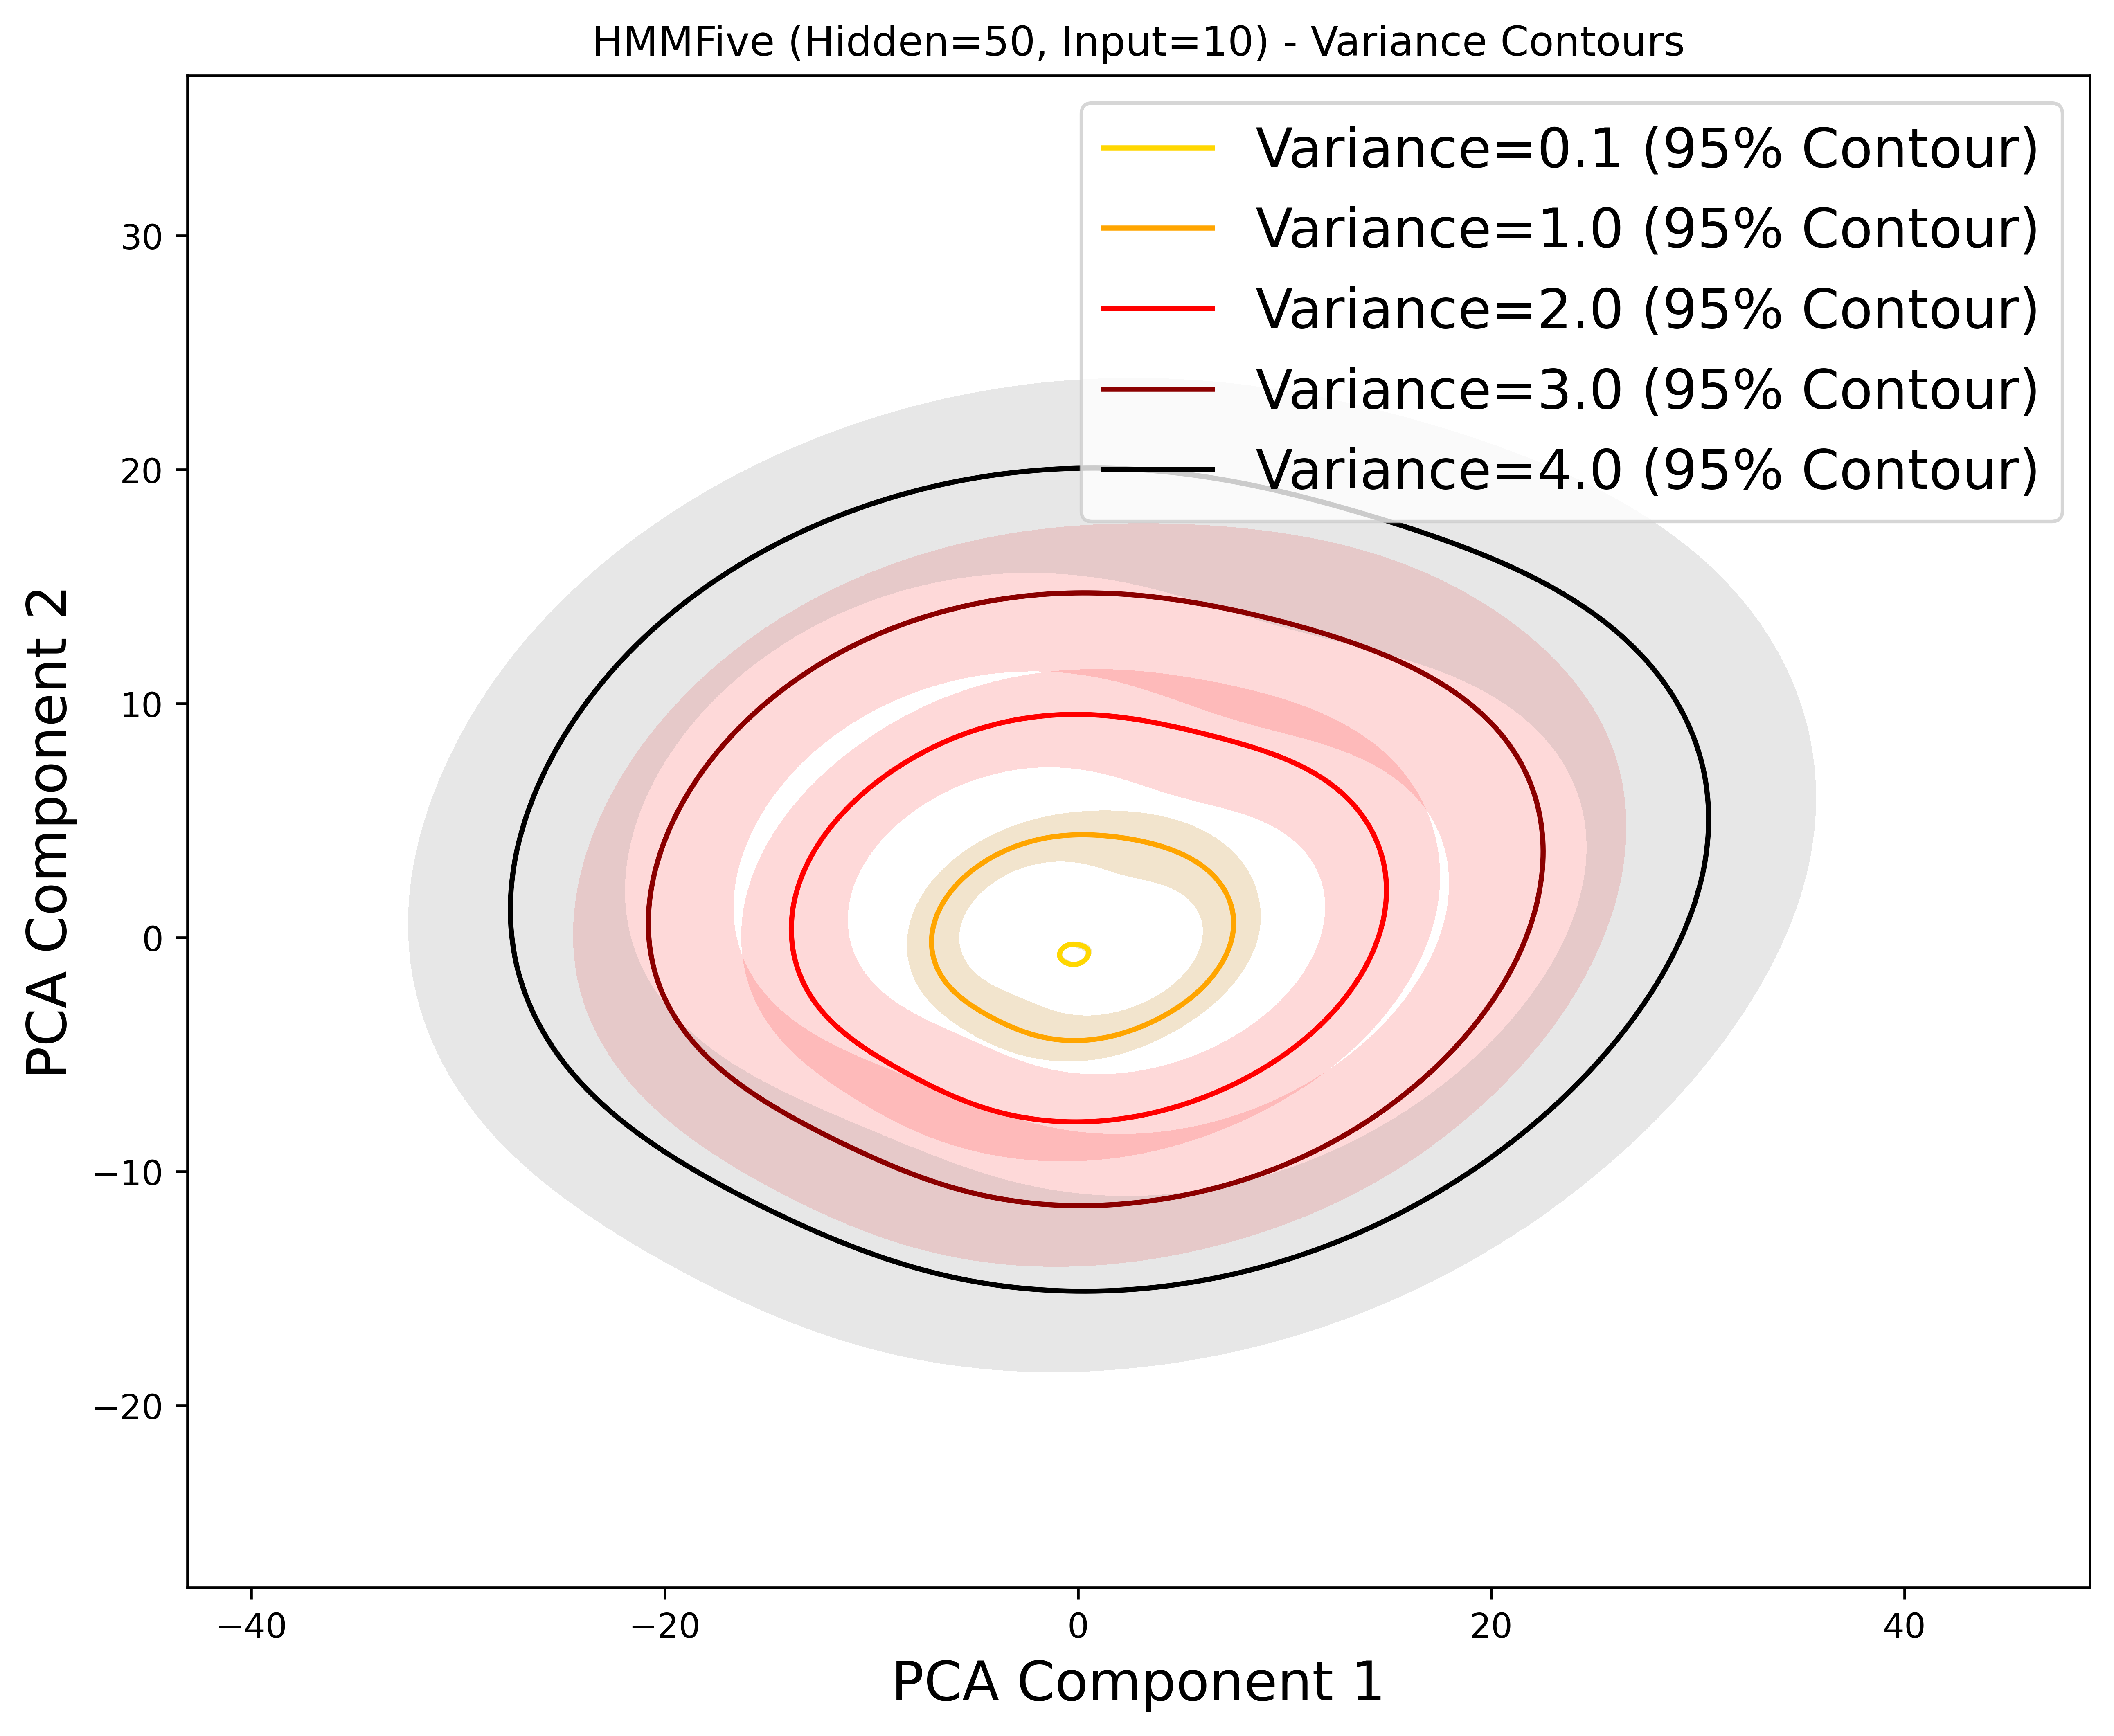 HMMFive (Hidden=50, Input=10) - Variance Contours
Variance=0.1 (95% Contour)
Variance=1.0 (95% Contour)
Variance=2.0 (95% Contour)
Variance=3.0 (95% Contour)
Variance=4.0 (95% Contour)
PCA Component 2
30
20
10
0
−10
−20
−40
−20
0
20
40
PCA Component 1